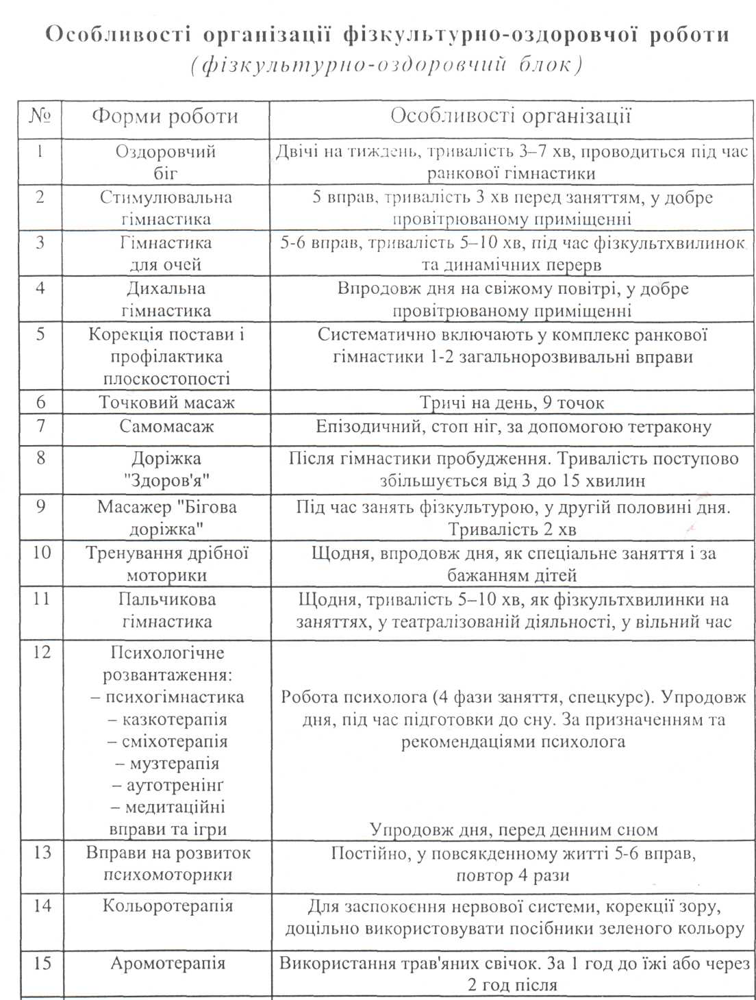 Особливості організації фізкультурно-оздоровчої роботи
(фізкультурно-оздоровчий блок)
№ Форми роботи Особливості організації
1 Оздоровчий Двічі на тиждень, тривалість 3–7 хв, проводиться під час
біг ранкової гімнастики
2 Стимулювальна 5 вправ, тривалість 3 хв перед заняттям, у добре
гімнастика провітрюваному приміщенні
3 Гімнастика 5-6 вправ, тривалість 5–10 хв, під час фізкультхвилинок
для очей та динамічних перерв
4 Дихальна Впродовж дня на свіжому повітрі, у добре
гімнастика провітрюваному приміщенні
5 Корекція постави і Систематично включають у комплекс ранкової
профілактика гімнастики 1-2 загальнорозвивальні вправи
плоскостопості
6 Точковий масаж Тричі на день, 9 точок
7 Самомасаж Епізодичний, стоп ніг, за допомогою тетракону
8 Доріжка Після гімнастики пробудження. Тривалість поступово
"Здоров'я" збільшується від 3 до 15 хвилин
9 Масажер "Бігова Під час занять фізкультурою, у другій половині дня.
доріжка" Тривалість 2 хв
10 Тренування дрібної Щодня, впродовж дня, як спеціальне заняття і за
моторики бажанням дітей
11 Пальчикова Щодня, тривалість 5–10 хв, як фізкультхвилинки на
гімнастика заняттях, у театралізованій діяльності, у вільний час
12 Психологічне
розвантаження:
– психогімнастика Робота психолога (4 фази заняття, спецкурс). Упродовж
– казкотерапія дня, під час підготовки до сну. За призначенням та
– сміхотерапія рекомендаціями психолога
– музтерапія
– аутотренінг
– медитаційні
вправи та ігри Упродовж дня, перед денним сном
13 Вправи на розвиток Постійно, у повсякденному житті 5-6 вправ,
психомоторики повтор 4 рази
14 Кольоротерапія Для заспокоєння нервової системи, корекції зору,
доцільно використовувати посібники зеленого кольору
15 Аромотерапія Використання трав'яних свічок. За 1 год до їжі або через
2 год після